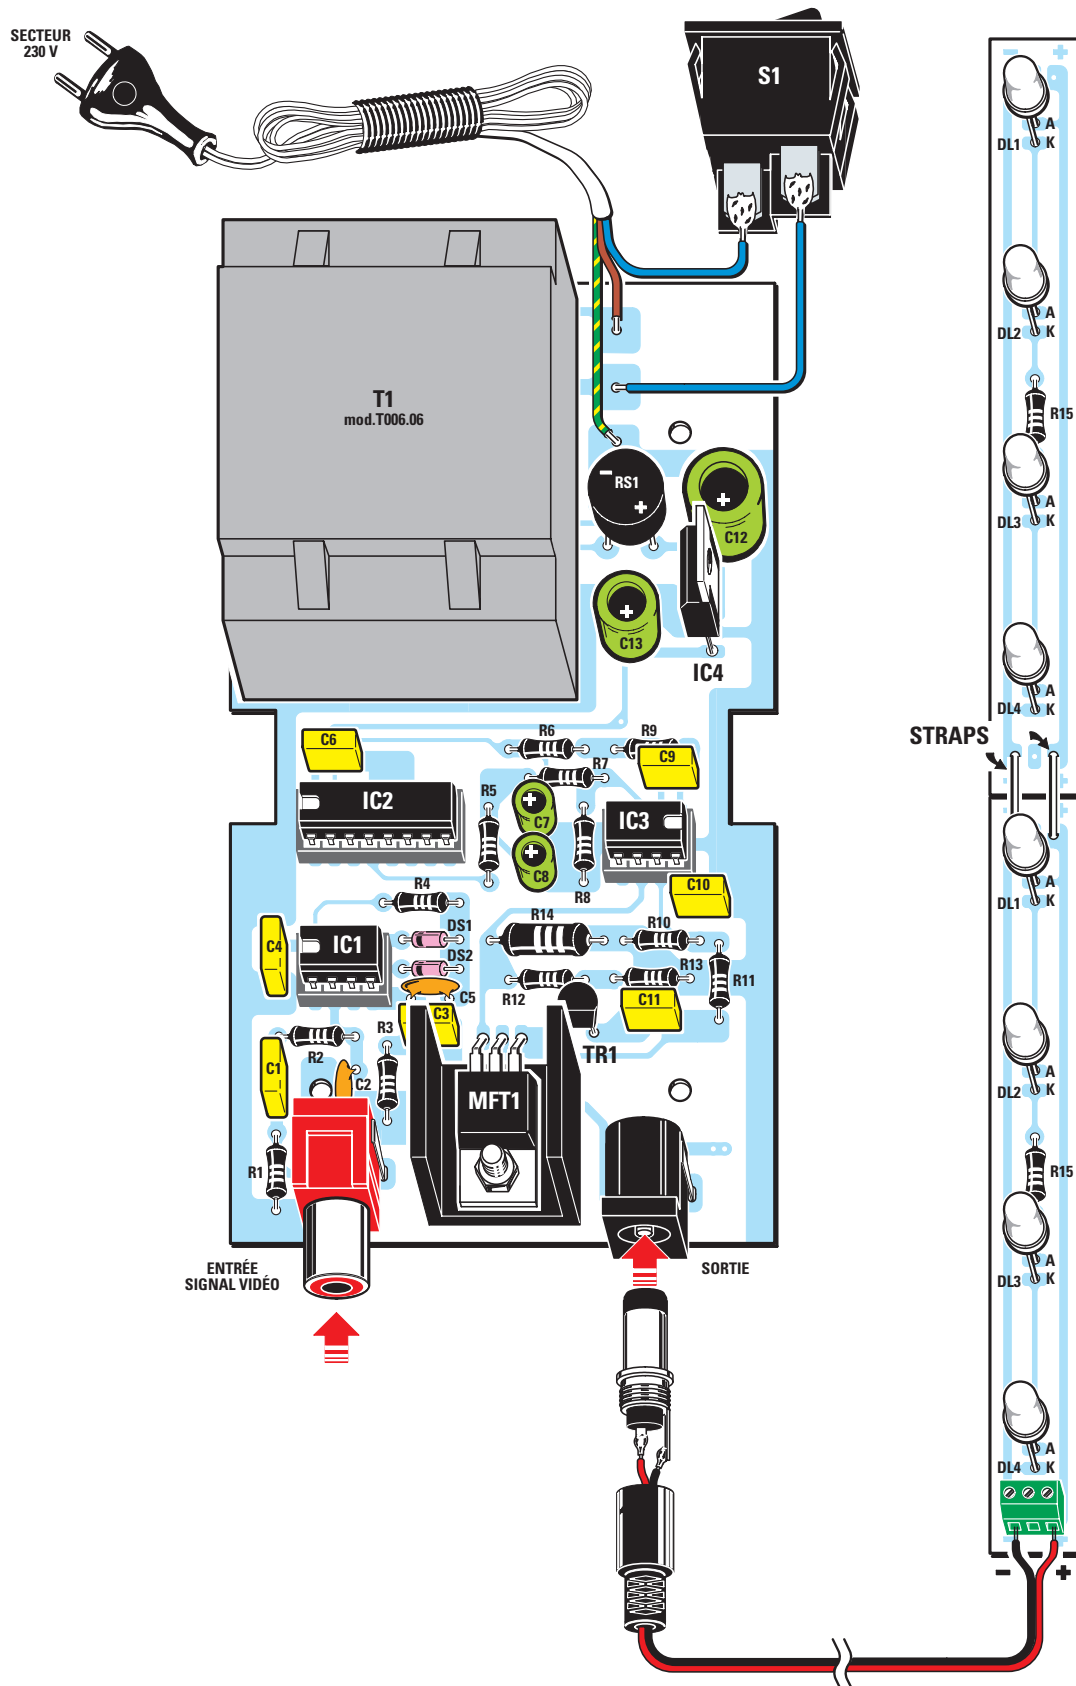 SECTEUR
230 V
S1
- +
A
DL1 K
A
DL2 K
R15
A
DL3 K
A
DL4 K
STRAPS
A
DL1 K
A
DL2 K
R15
A
DL3 K
A
DL4 K
- +
T1
mod.T006.06
- RS1
+
+
C12
+
C13
IC4
C6
R6
R9
C9
R7
IC2
R5
+
C7
IC3
+
C8
R8
C10
R4
R14
R10
C4
IC1
DS1
DS2
R13
R11
R12
C5
C3
C11
R3
R2
TR1
C1
C2
MFT1
R1
ENTRÉE
SIGNAL VIDÉO
SORTIE